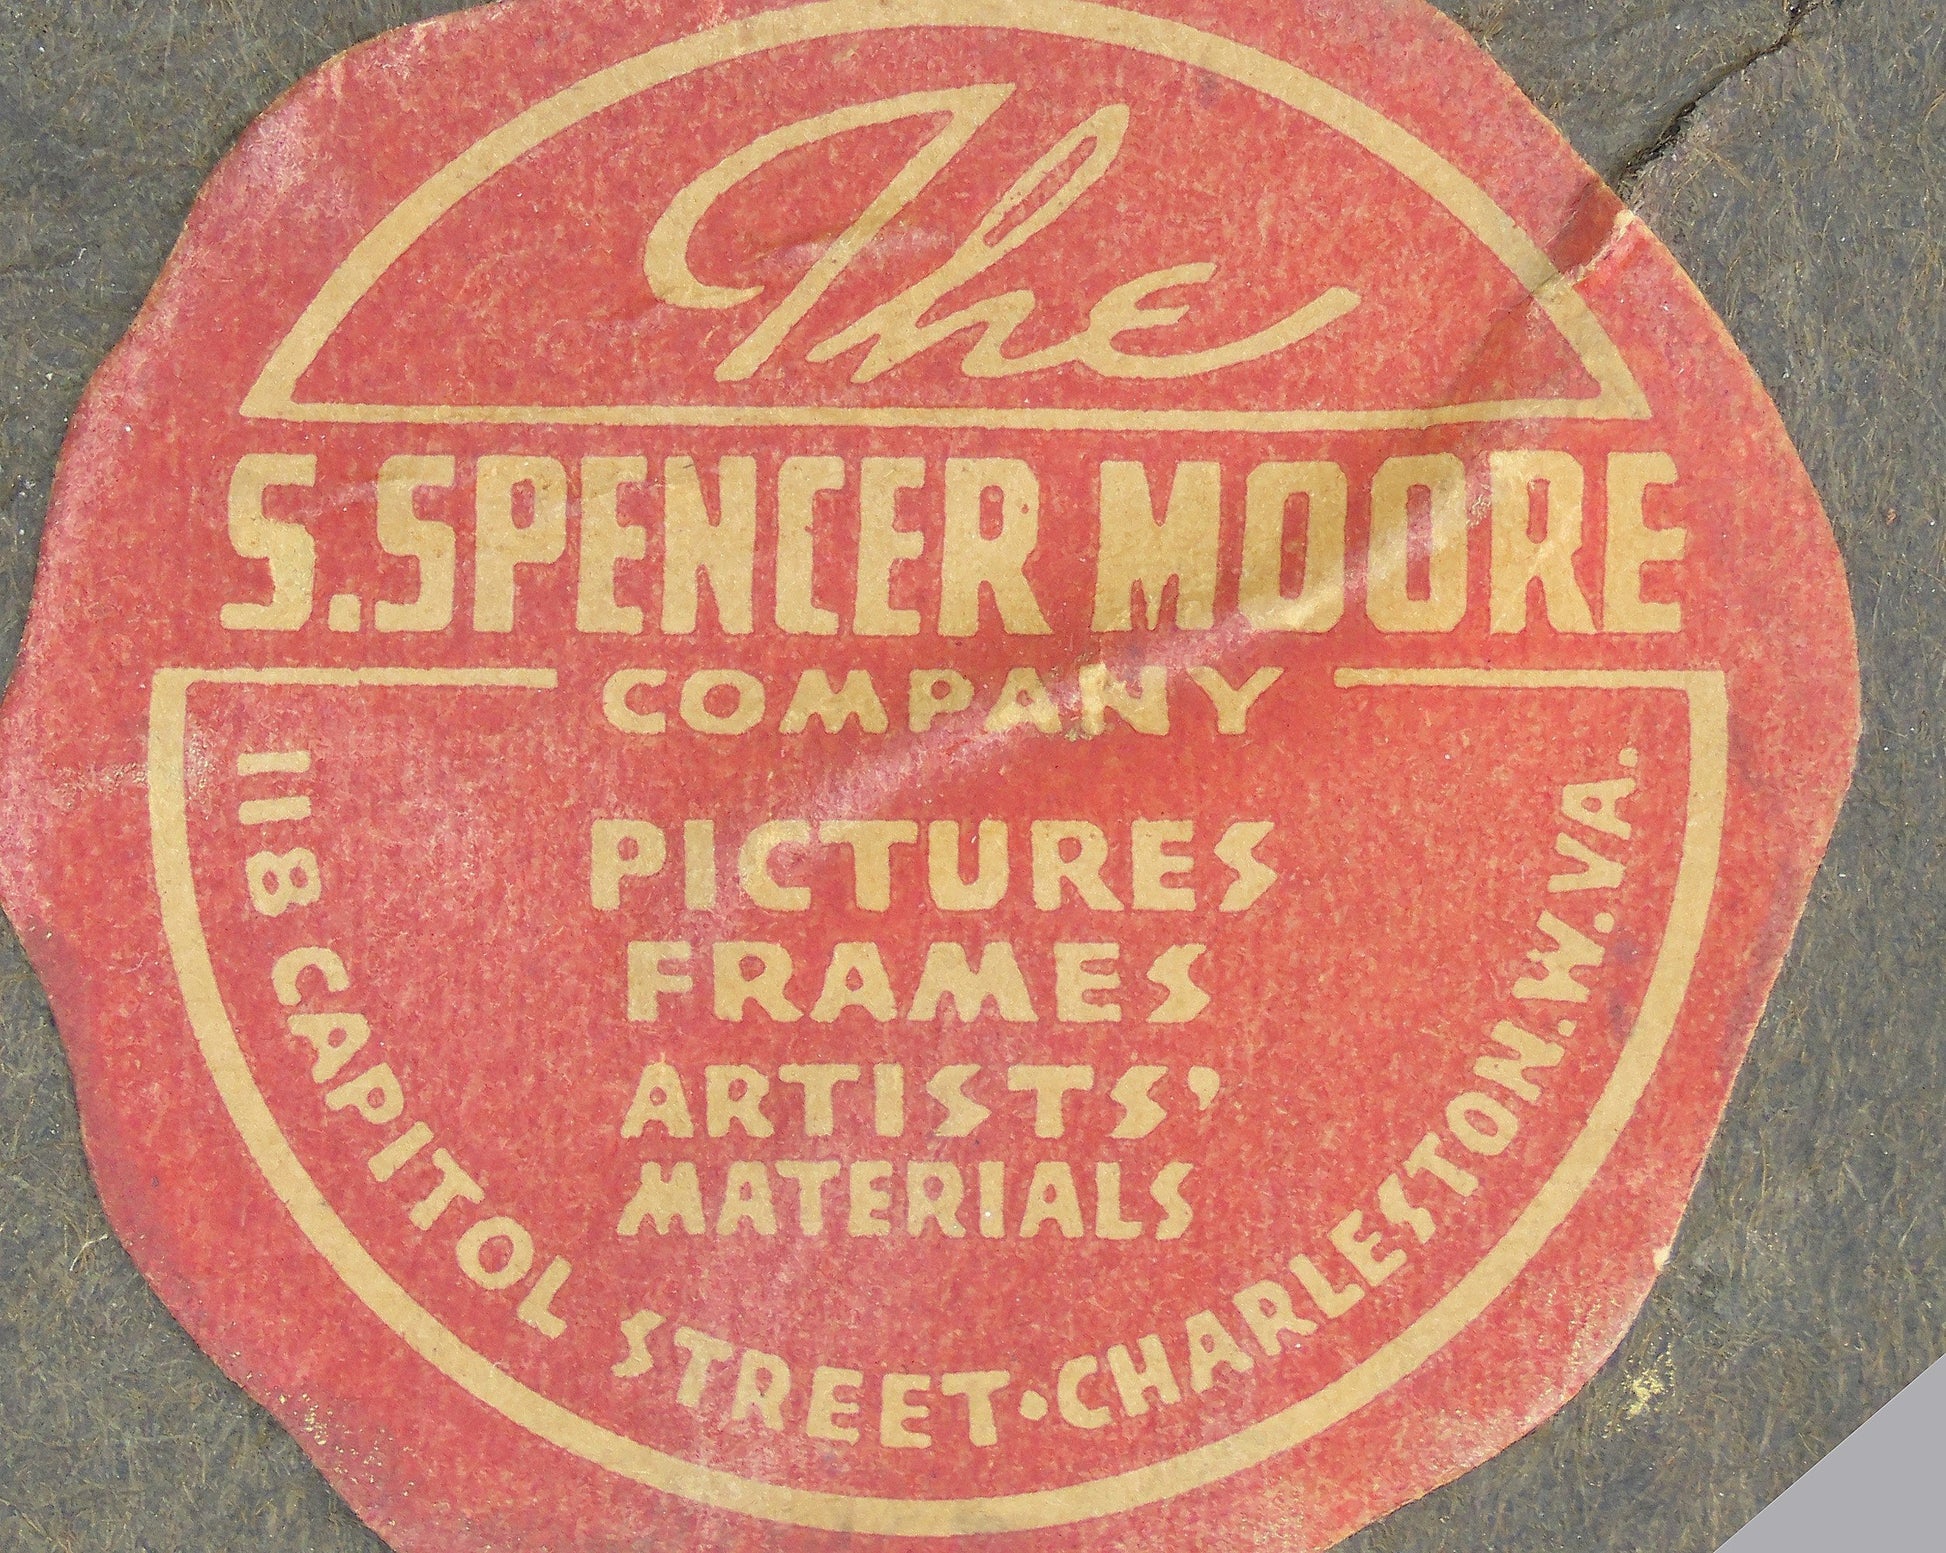 The
S. SPENCER MOORE
COMPANY
PICTURES
FRAMES
ARTISTS'
MATERIALS
118 CAPITOL STREET · CHARLESTON.W.VA.